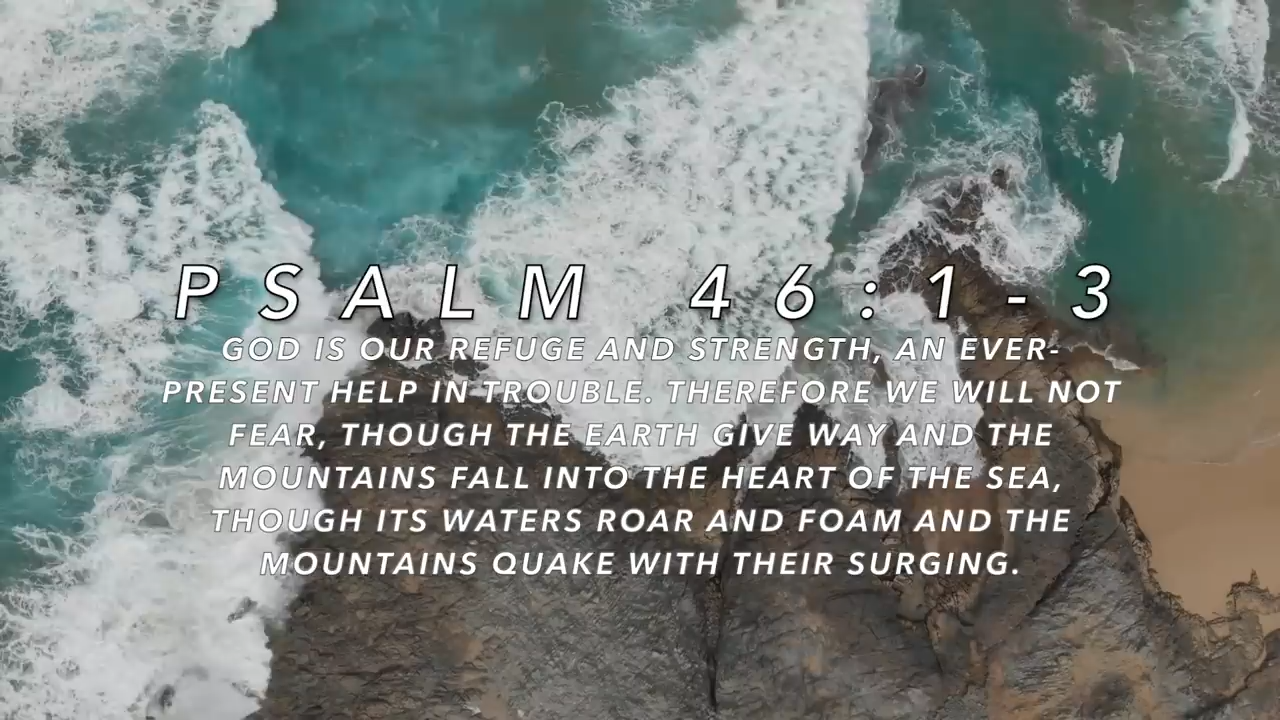 PSALM 46:1-3
GOD IS OUR REFUGE AND STRENGTH, AN EVER-
PRESENT HELP IN TROUBLE. THEREFORE WE WILL NOT
FEAR, THOUGH THE EARTH GIVE WAY AND THE
MOUNTAINS FALL INTO THE HEART OF THE SEA,
THOUGH ITS WATERS ROAR AND FOAM AND THE
MOUNTAINS QUAKE WITH THEIR SURGING.